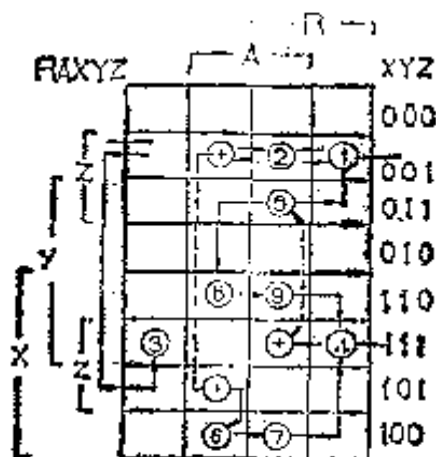 R
A
RAXYZ XYZ
000
② ① 001
Z ⑤ 011
010
Y ⑥ ⑨ 110
X ③ ④ 111
Z 101
⑥ ⑦ 100